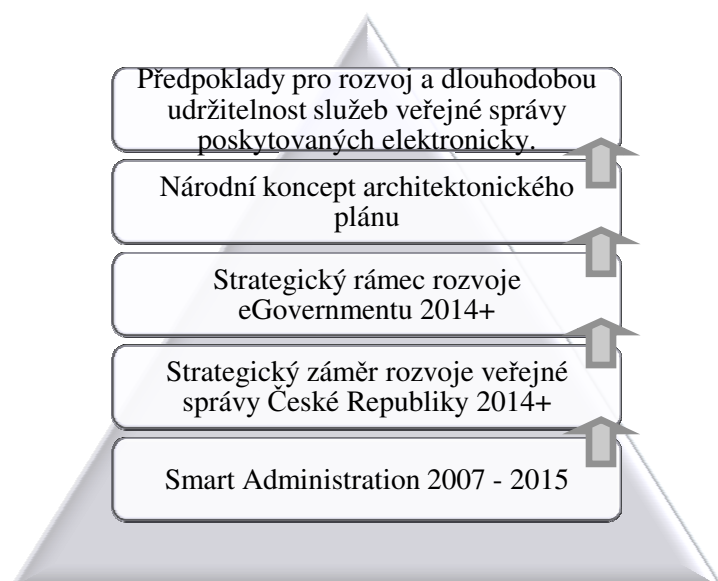 Předpoklady pro rozvoj a dlouhodobou
udržitelnost služeb veřejné správy
poskytovaných elektronicky.
Národní koncept architektonického
plánu
Strategický rámec rozvoje
eGovernmentu 2014+
Strategický záměr rozvoje veřejné
správy České Republiky 2014+
Smart Administration 2007 - 2015